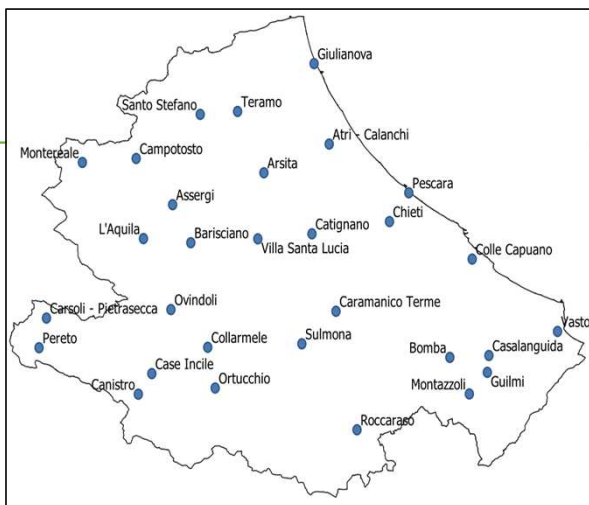 Giulianova
Santo Stefano
Teramo
Atri - Calanchi
Montereale
Campotosto
Arsita
Pescara
Assergi
Chieti
L'Aquila
Barisciano
Villa Santa Lucia
Catignano
Colle Capuano
Carsoli - Pietrasecca
Ovindoli
Caramanico Terme
Vasto
Pereto
Collarmele
Sulmona
Bomba
Casalanguida
Case Incile
Guilmi
Canistro
Ortucchio
Montazzoli
Roccaraso